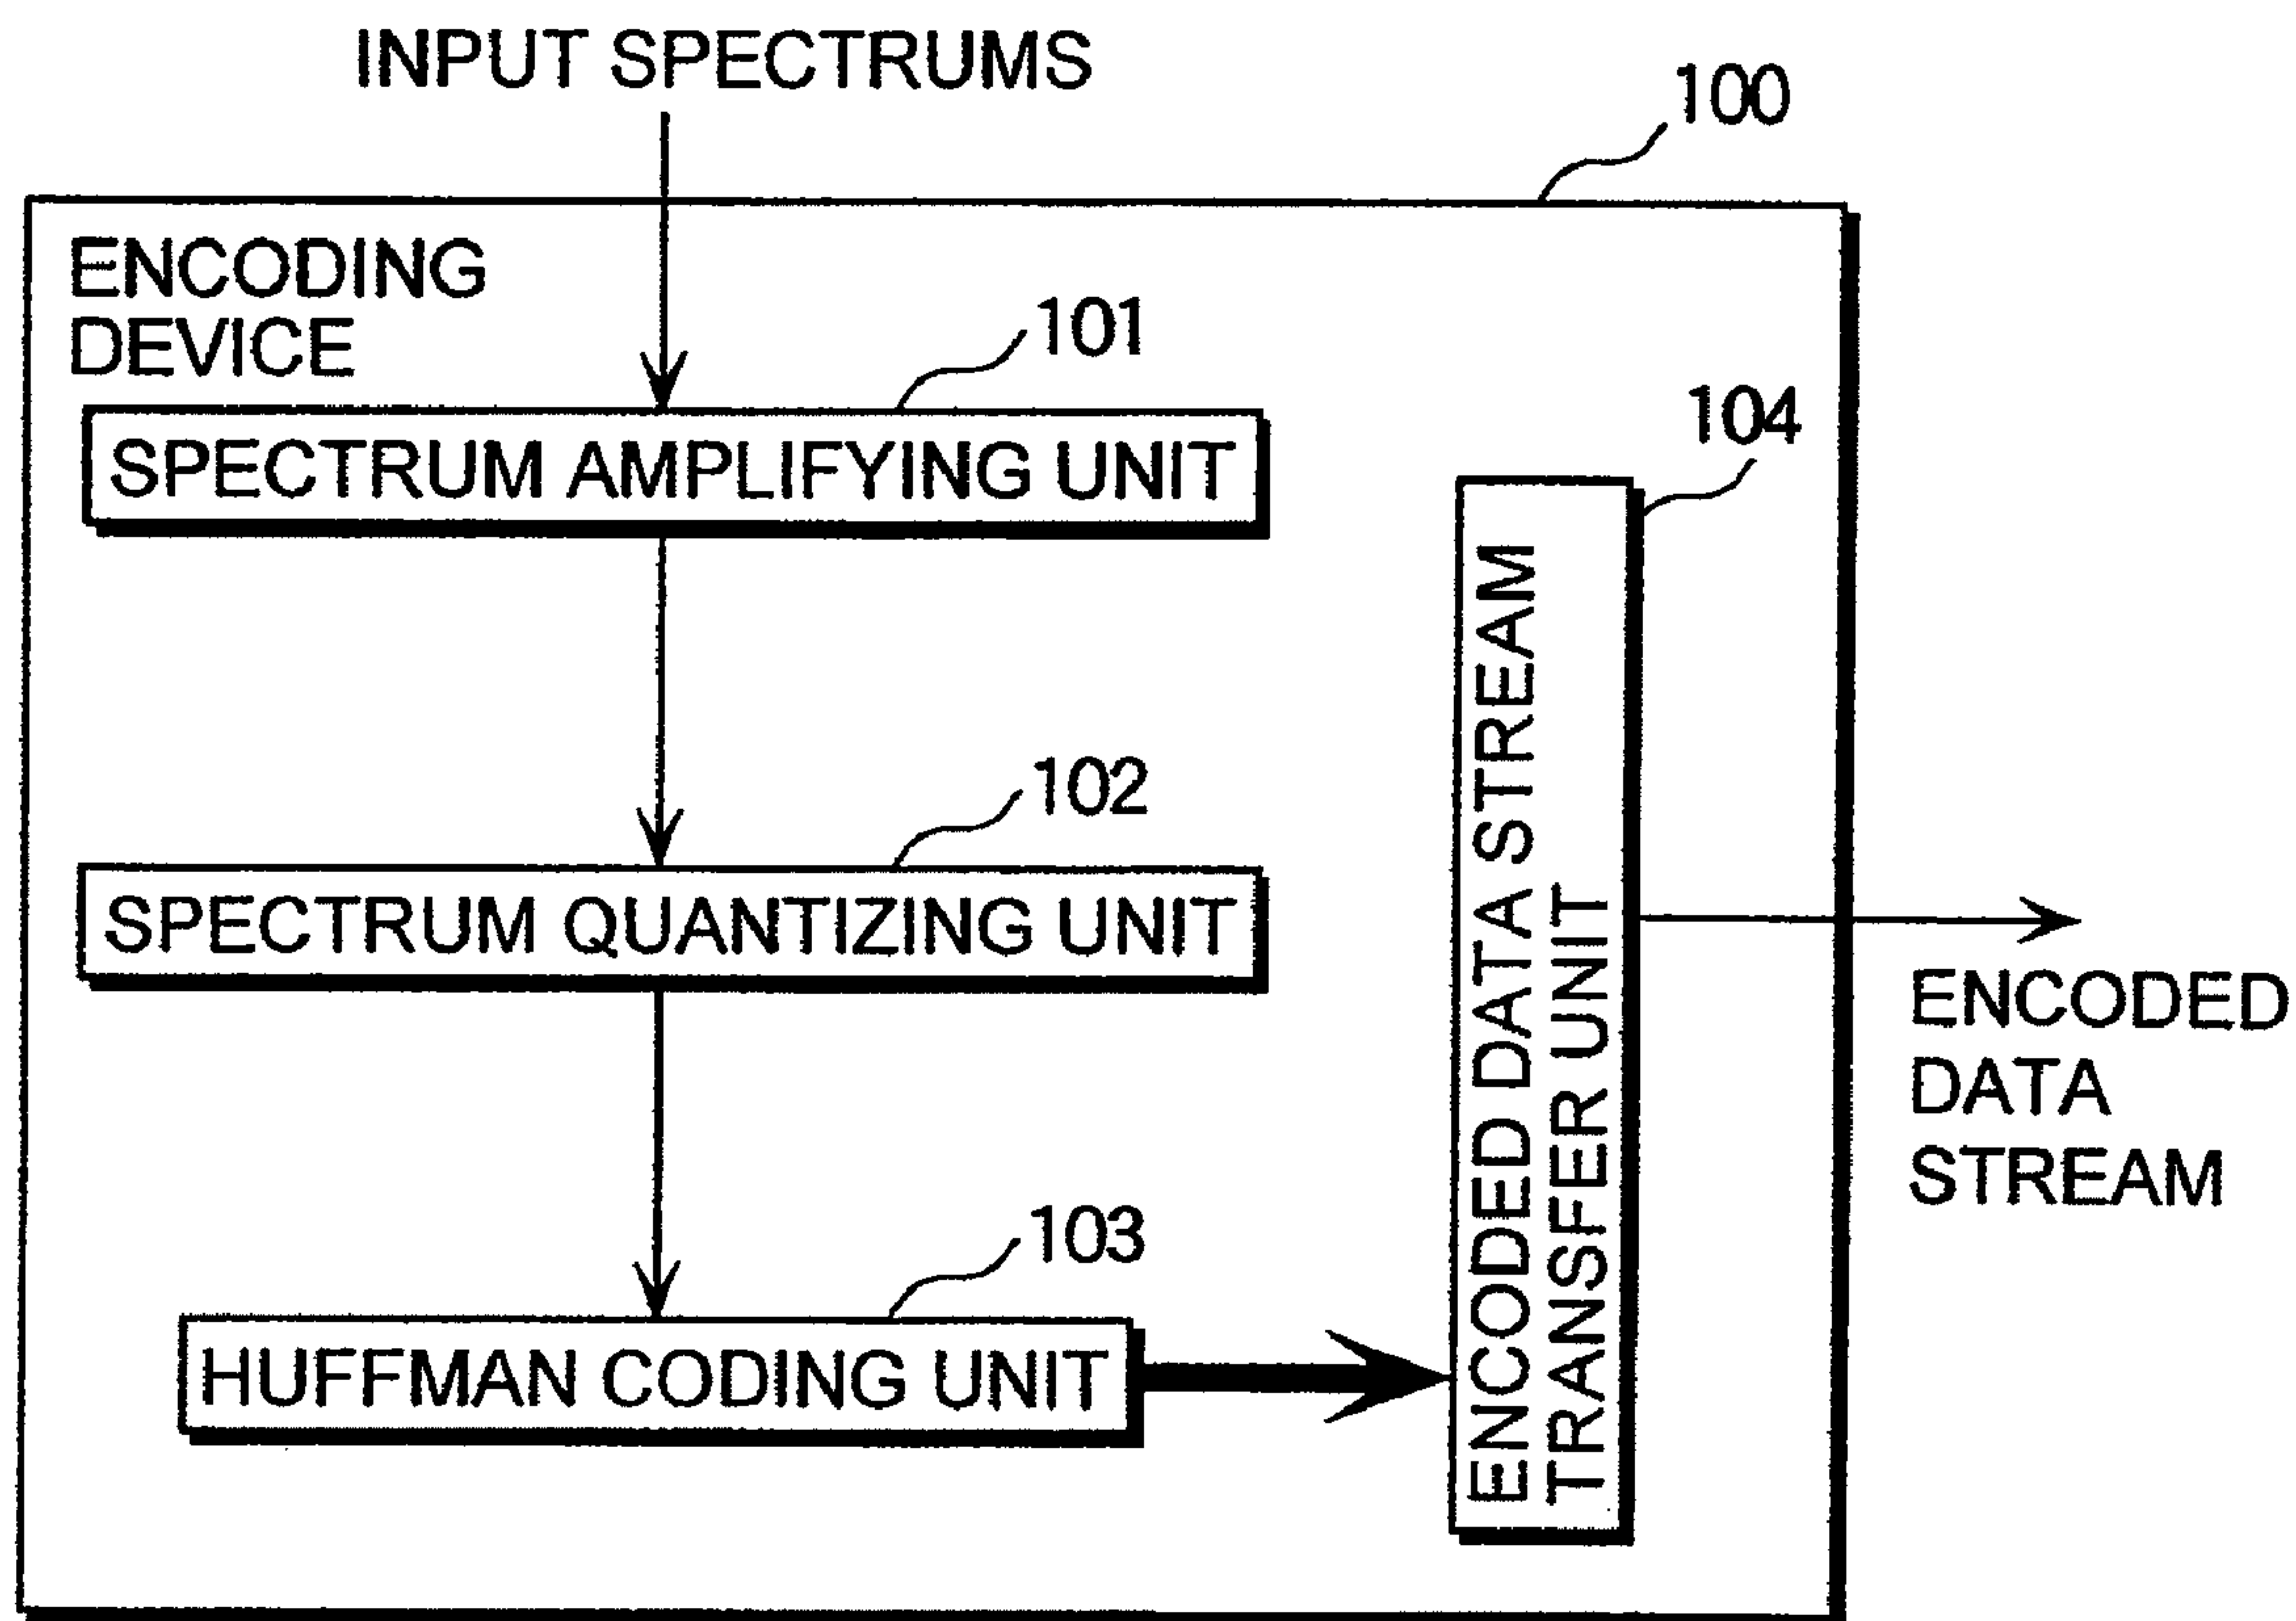 INPUT SPECTRUMS
100
ENCODING
DEVICE
101
SPECTRUM AMPLIFYING UNIT
104
ENCODED DATA STREAM
TRANSFER UNIT
102
SPECTRUM QUANTIZING UNIT
ENCODED
DATA
STREAM
103
HUFFMAN CODING UNIT